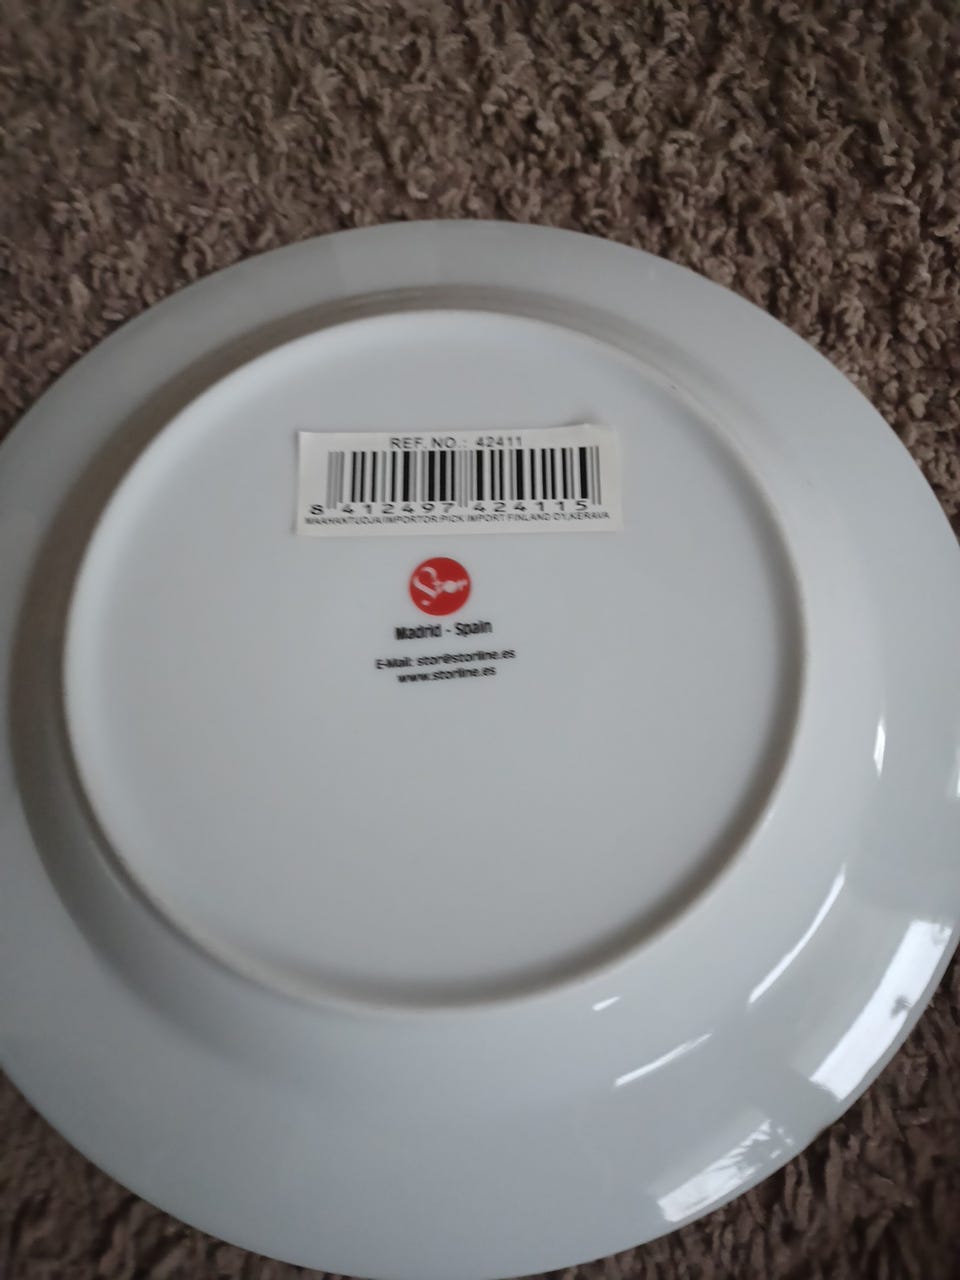 REF. NO.: 42411
8 412497 424115
MAAHANTUOJA/IMPORTOR:PICK IMPORT FINLAND OY,KERAVA
Stor
Madrid - Spain
E-Mail: stor@storline.es
www.storline.es